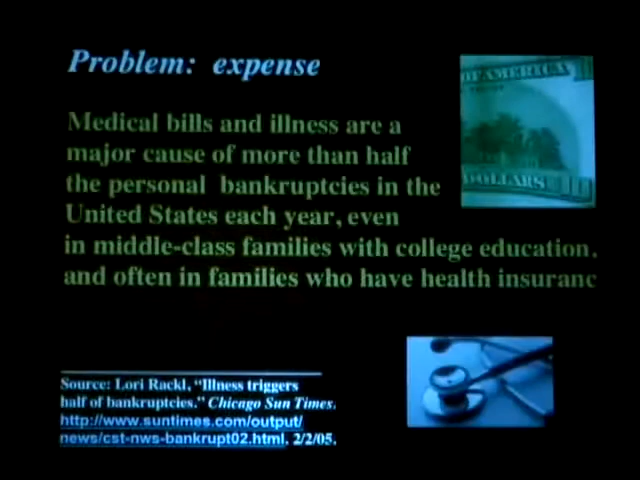 Problem: expense
OF AMERICA
Medical bills and illness are a
major cause of more than half
the personal bankruptcies in the
DOLLARS
United States each year, even
in middle-class families with college education.
and often in families who have health insuranc
Source: Lori Rackl, “Illness triggers
half of bankruptcies.” Chicago Sun Times.
http://www.suntimes.com/output/
news/cst-nws-bankrupt02.html, 2/2/05.